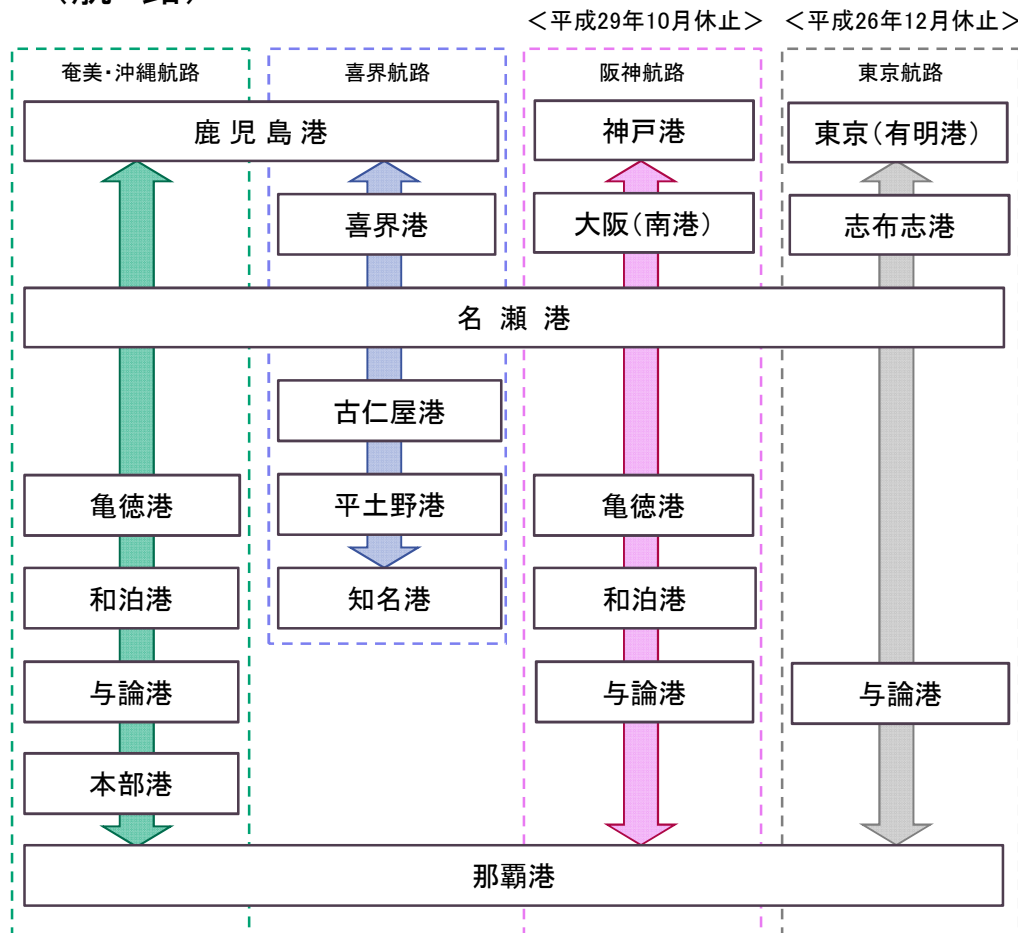 ＜平成29年10月休止＞ ＜平成26年12月休止＞
奄美・沖縄航路 喜界航路 阪神航路 東京航路
鹿児島港 神戸港 東京（有明港）
喜界港 大阪（南港） 志布志港
名瀬港
古仁屋港
亀徳港 平土野港 亀徳港
和泊港 知名港 和泊港
与論港 与論港 与論港
本部港
那覇港